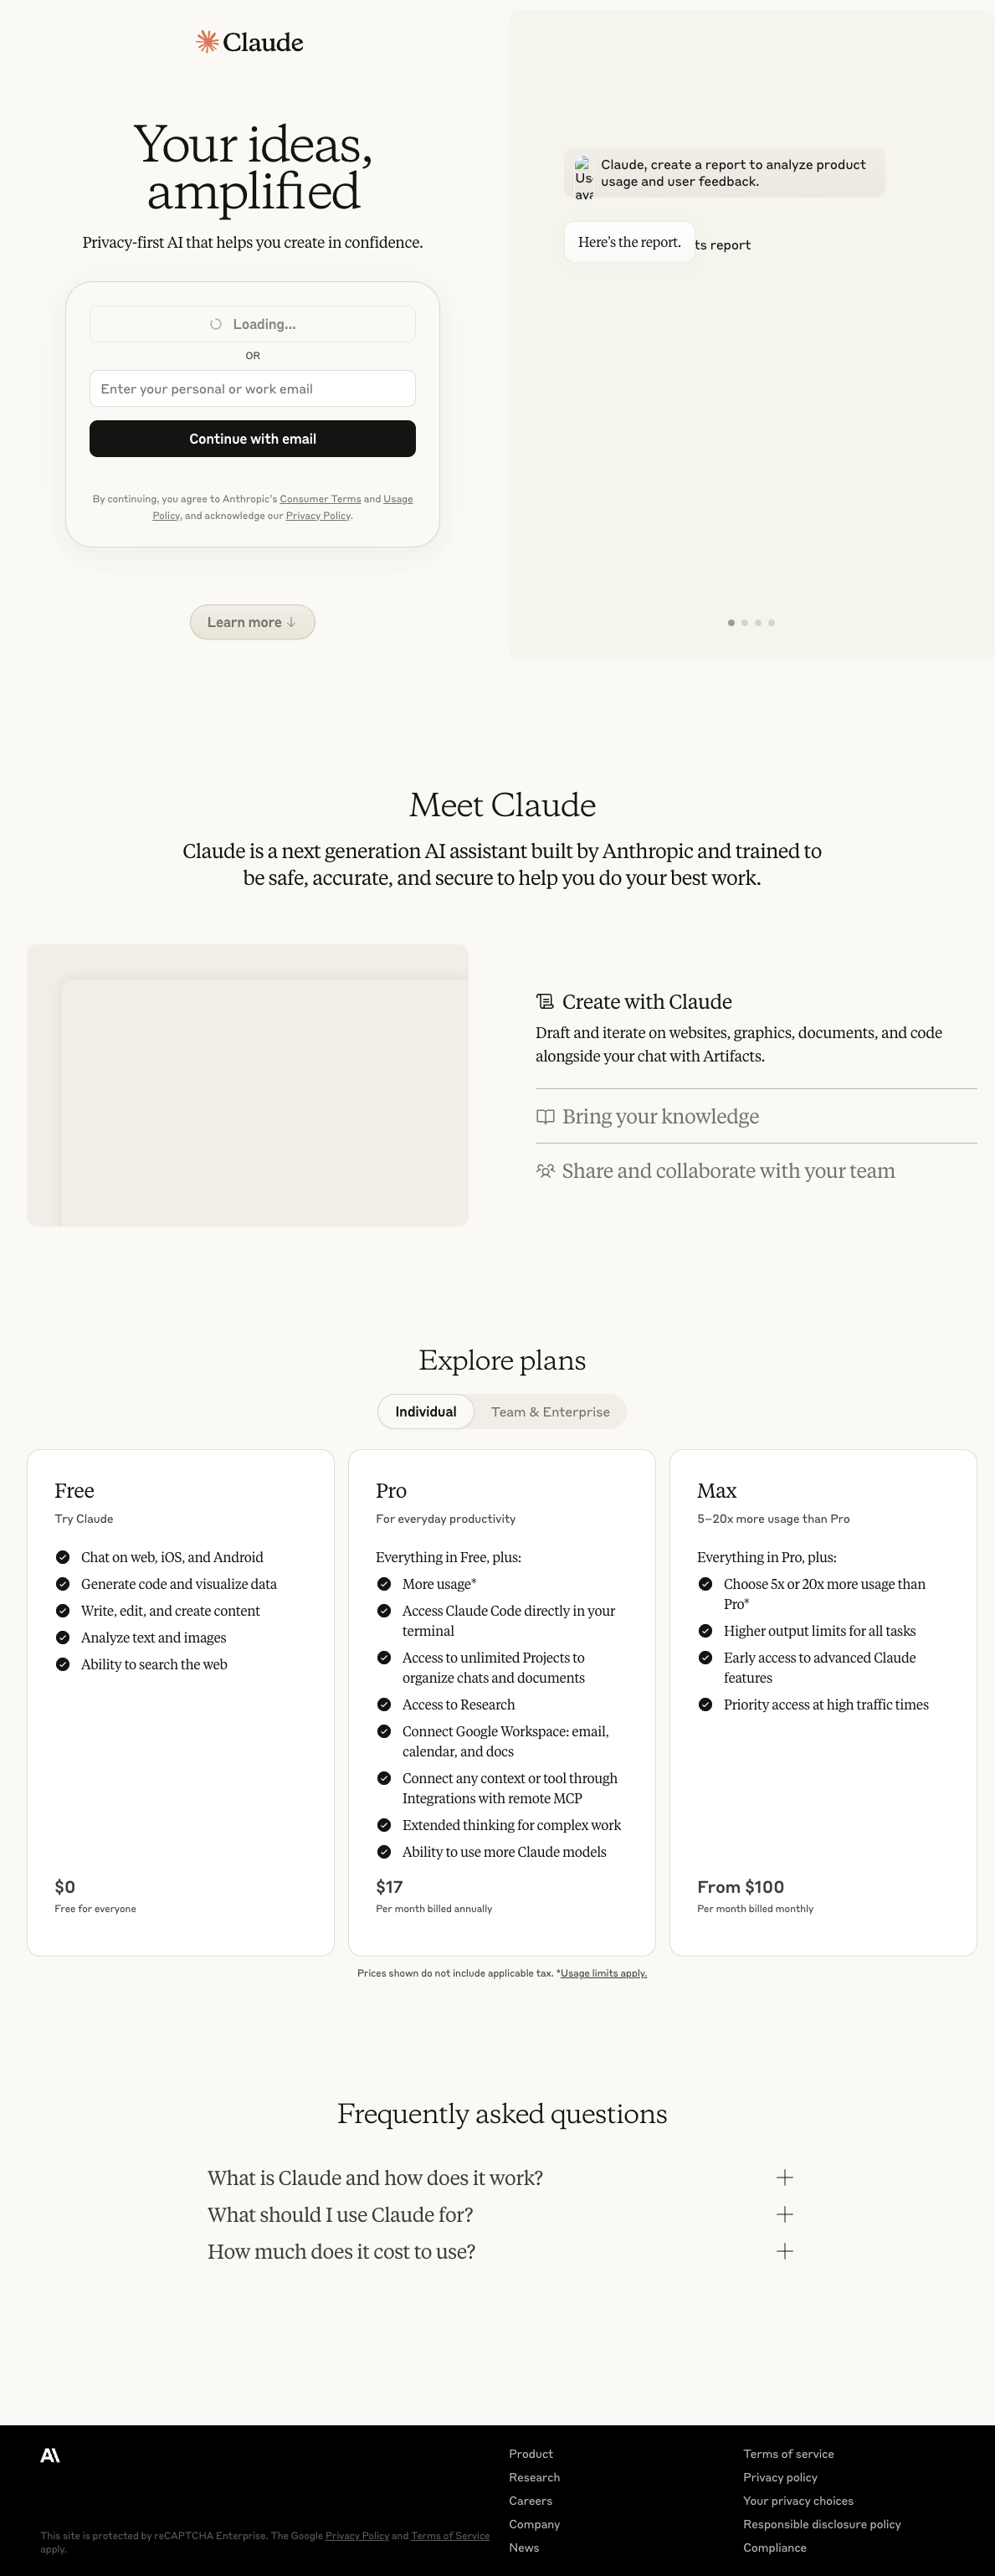 Claude
Your ideas,
amplified
Privacy-first AI that helps you create in confidence.
Loading...
OR
Enter your personal or work email
Continue with email
By continuing, you agree to Anthropic's Consumer Terms and Usage
Policy, and acknowledge our Privacy Policy.
Learn more
Claude, create a report to analyze product
usage and user feedback.
Here's the report.
ts report
Meet Claude
Claude is a next generation AI assistant built by Anthropic and trained to
be safe, accurate, and secure to help you do your best work.
Create with Claude
Draft and iterate on websites, graphics, documents, and code
alongside your chat with Artifacts.
Bring your knowledge
Share and collaborate with your team
Explore plans
Individual
Team & Enterprise
Free
Try Claude
Chat on web, iOS, and Android
Generate code and visualize data
Write, edit, and create content
Analyze text and images
Ability to search the web
$0
Free for everyone
Pro
For everyday productivity
Everything in Free, plus:
More usage*
Access Claude Code directly in your
terminal
Access to unlimited Projects to
organize chats and documents
Access to Research
Connect Google Workspace: email,
calendar, and docs
Connect any context or tool through
Integrations with remote MCP
Extended thinking for complex work
Ability to use more Claude models
$17
Per month billed annually
Max
5–20x more usage than Pro
Everything in Pro, plus:
Choose 5x or 20x more usage than
Pro*
Higher output limits for all tasks
Early access to advanced Claude
features
Priority access at high traffic times
From $100
Per month billed monthly
Prices shown do not include applicable tax. *Usage limits apply.
Frequently asked questions
What is Claude and how does it work?
What should I use Claude for?
How much does it cost to use?
This site is protected by reCAPTCHA Enterprise. The Google Privacy Policy and Terms of Service
apply.
Product
Research
Careers
Company
News
Terms of service
Privacy policy
Your privacy choices
Responsible disclosure policy
Compliance